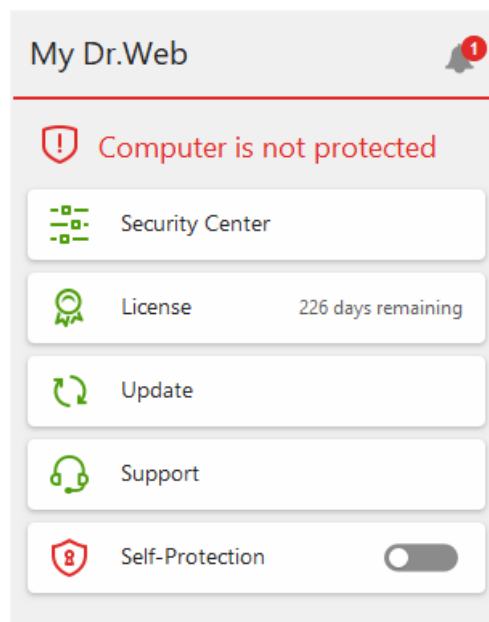 My Dr.Web
1
Computer is not protected
Security Center
License 226 days remaining
Update
Support
Self-Protection